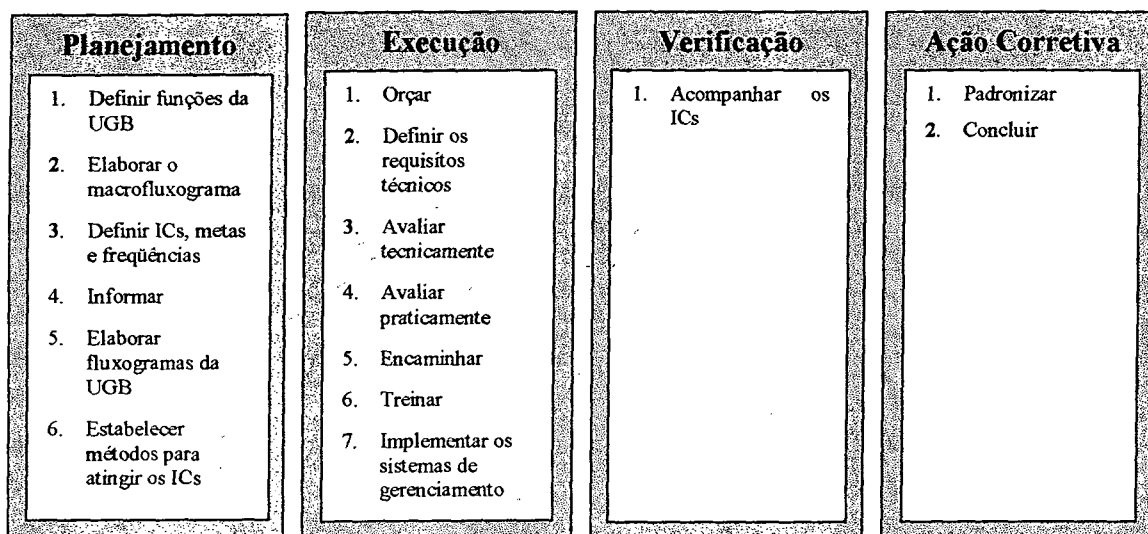 Planejamento
1. Definir funções da
UGB
2. Elaborar o
macrofluxograma
3. Definir ICs, metas
e freqüências
4. Informar
5. Elaborar
fluxogramas da
UGB
6. Estabelecer
métodos para
atingir os ICs
Execução
1. Orçar
2. Definir os
requisitos
técnicos
3. Avaliar
tecnicamente
4. Avaliar
praticamente
5. Encaminhar
6. Treinar
7. Implementar os
sistemas de
gerenciamento
Verificação
1. Acompanhar os
ICs
Ação Corretiva
1. Padronizar
2. Concluir